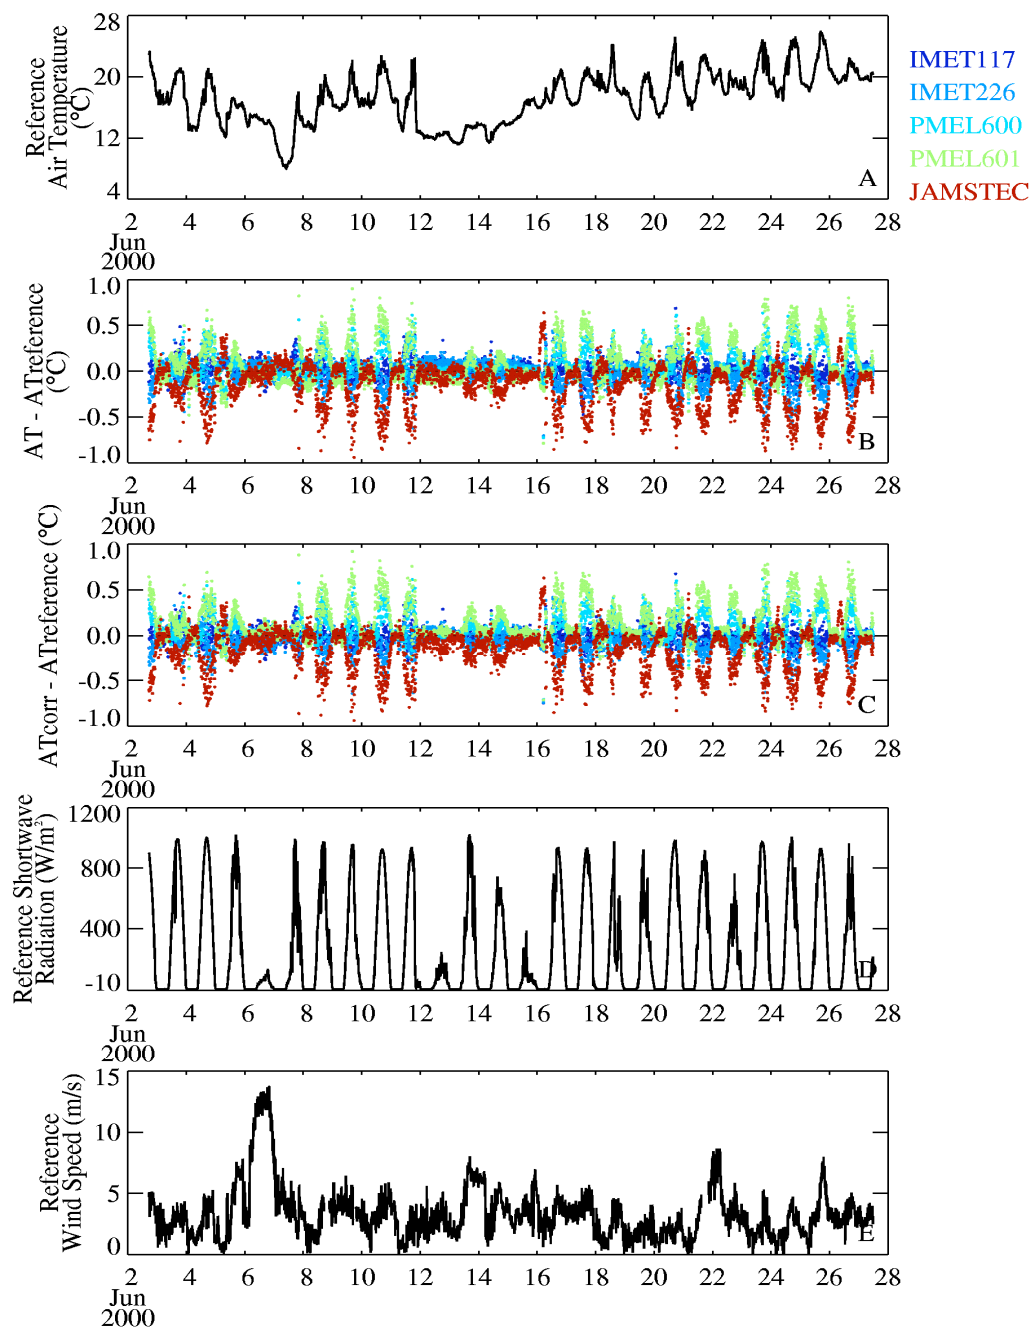 Reference
Air Temperature
(°C)
28
20
12
4
A
2 4 6 8 10 12 14 16 18 20 22 24 26 28
Jun
2000
IMET117
IMET226
PMEL600
PMEL601
JAMSTEC
AT - ATreference
(°C)
1.0
0.5
0.0
-0.5
-1.0
B
2 4 6 8 10 12 14 16 18 20 22 24 26 28
Jun
2000
ATcorr - ATreference (°C)
1.0
0.5
0.0
-0.5
-1.0
C
2 4 6 8 10 12 14 16 18 20 22 24 26 28
Jun
2000
Reference Shortwave
Radiation (W/m²)
1200
800
400
-10
D
2 4 6 8 10 12 14 16 18 20 22 24 26 28
Jun
2000
Reference
Wind Speed (m/s)
15
10
5
0
E
2 4 6 8 10 12 14 16 18 20 22 24 26 28
Jun
2000